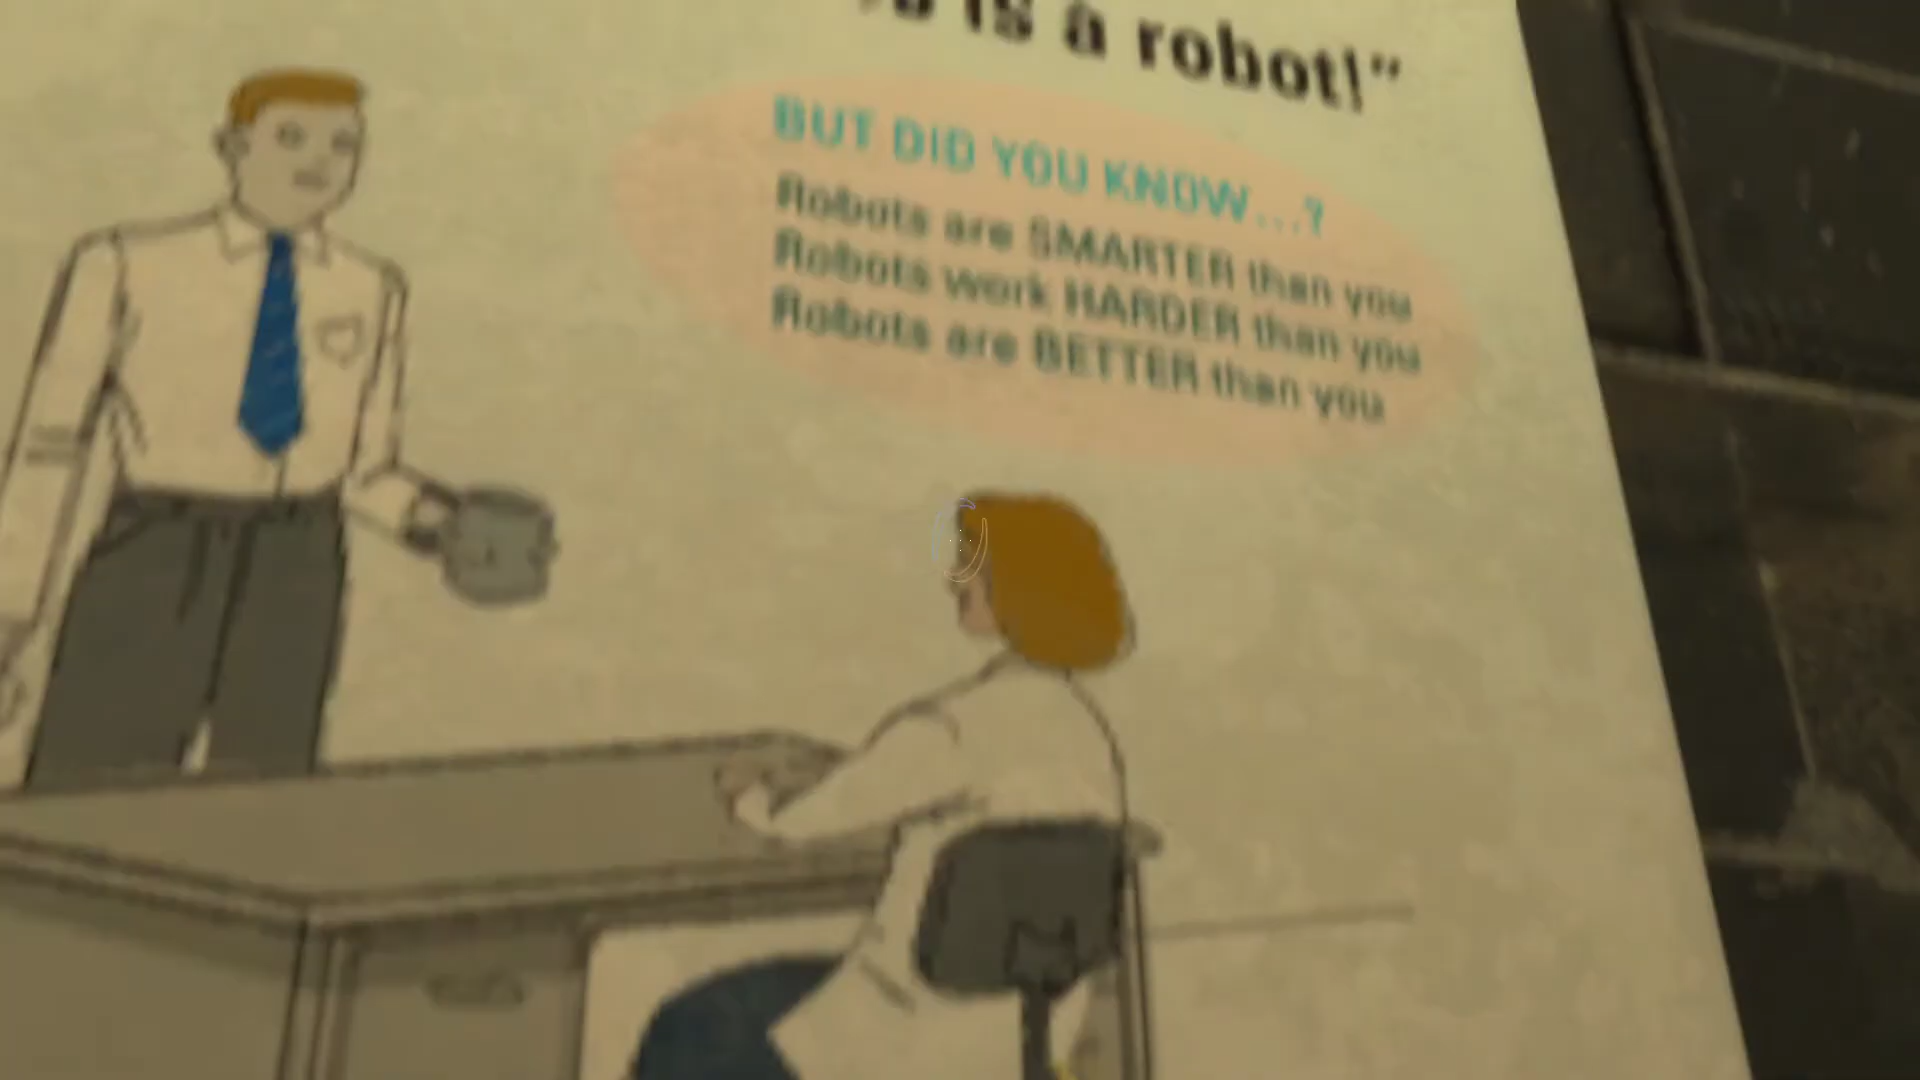 is a robot!”
BUT DID YOU KNOW...?
Robots are SMARTER than you
Robots work HARDER than you
Robots are BETTER than you